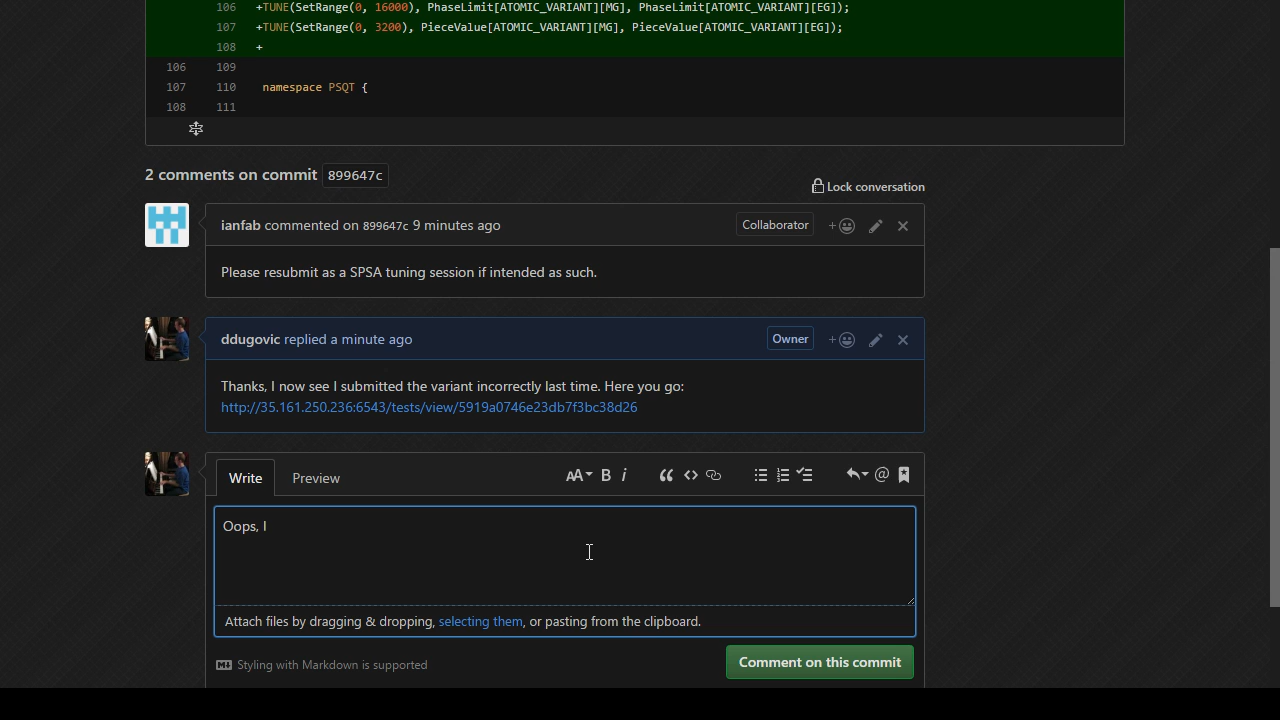 106 +TUNE(SetRange(0, 16000), PhaseLimit[ATOMIC_VARIANT][MG], PhaseLimit[ATOMIC_VARIANT][EG]);
107 +TUNE(SetRange(0, 3200), PieceValue[ATOMIC_VARIANT][MG], PieceValue[ATOMIC_VARIANT][EG]);
108 +
106 109
107 110 namespace PSQT {
108 111
2 comments on commit 899647c
Lock conversation
ianfab commented on 899647c 9 minutes ago Collaborator
Please resubmit as a SPSA tuning session if intended as such.
ddugovic replied a minute ago Owner
Thanks, I now see I submitted the variant incorrectly last time. Here you go:
http://35.161.250.236:6543/tests/view/5919a0746e23db7f3bc38d26
Write Preview AA B i
Oops, I
Attach files by dragging & dropping, selecting them, or pasting from the clipboard.
Styling with Markdown is supported Comment on this commit